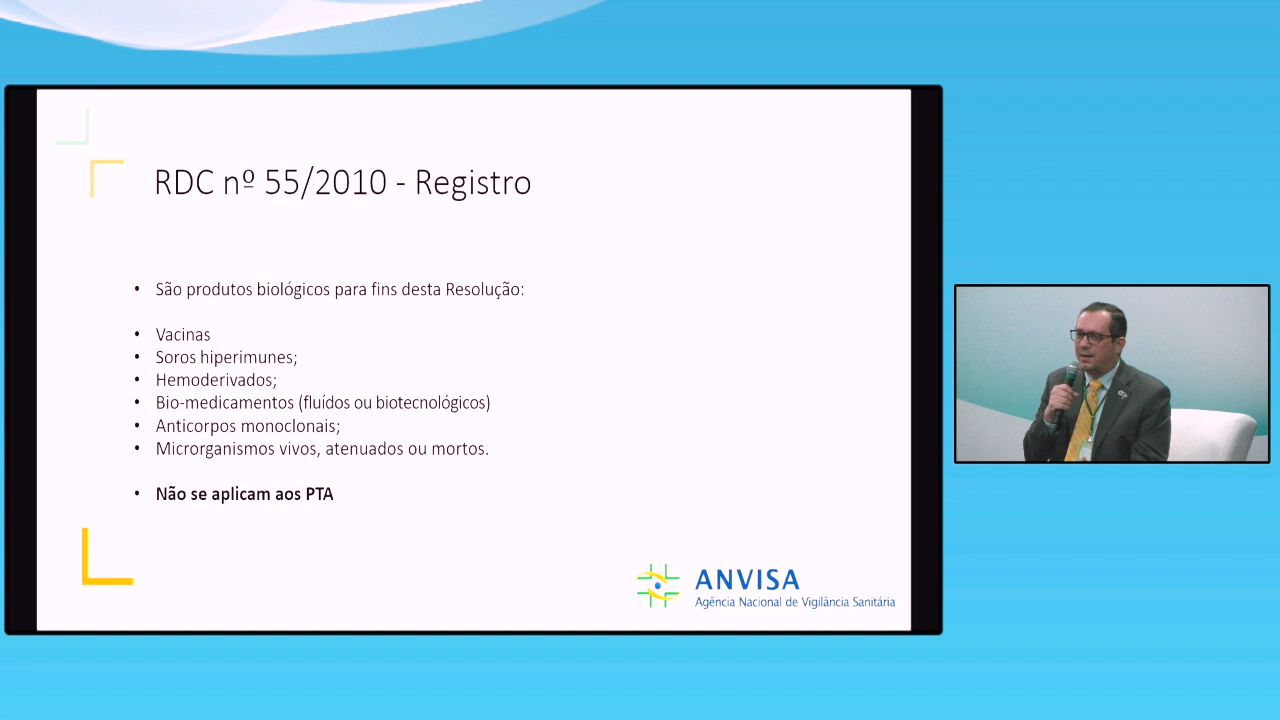 RDC nº 55/2010 - Registro
• São produtos biológicos para fins desta Resolução:
• Vacinas
• Soros hiperimunes;
• Hemoderivados;
• Bio-medicamentos (fluídos ou biotecnológicos)
• Anticorpos monoclonais;
• Microrganismos vivos, atenuados ou mortos.
• Não se aplicam aos PTA
ANVISA
Agência Nacional de Vigilância Sanitária